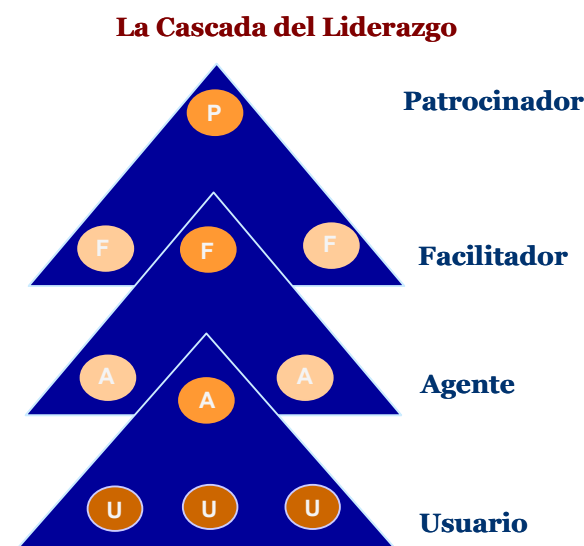 La Cascada del Liderazgo
Patrocinador
P
F F F
Facilitador
A A A
Agente
U U U
Usuario